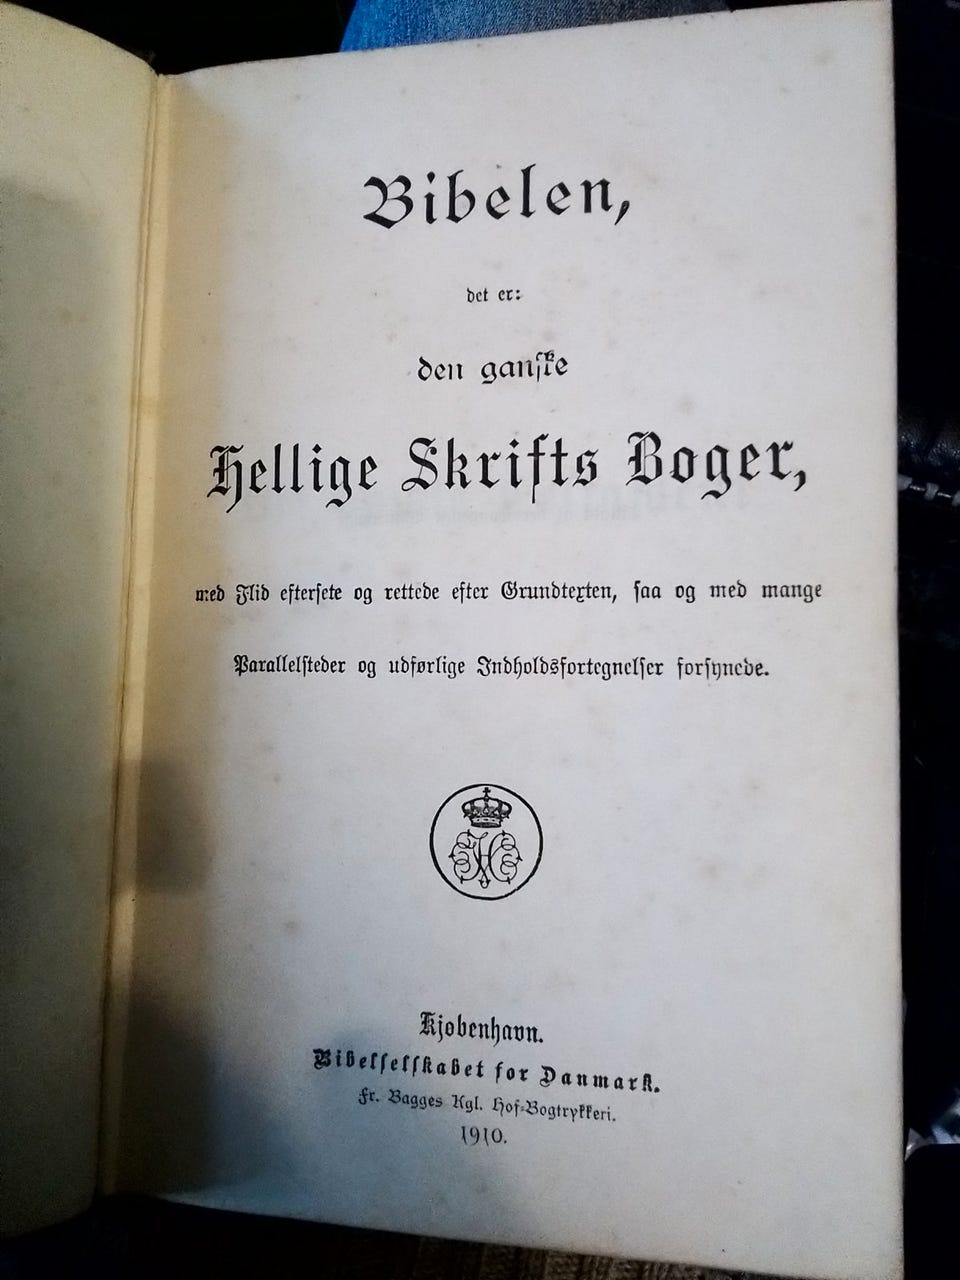 Bibelen,
det er:
den ganske
Hellige Skrifts Boger,
med Flid eftersete og rettede efter Grundtexten, saa og med mange
Parallelsteder og udførlige Indholdsfortegnelser forsynede.
Kjobenhavn.
Bibelselskabet for Danmark.
Fr. Bagges Kgl. Hof-Bogtrykkeri.
1910.